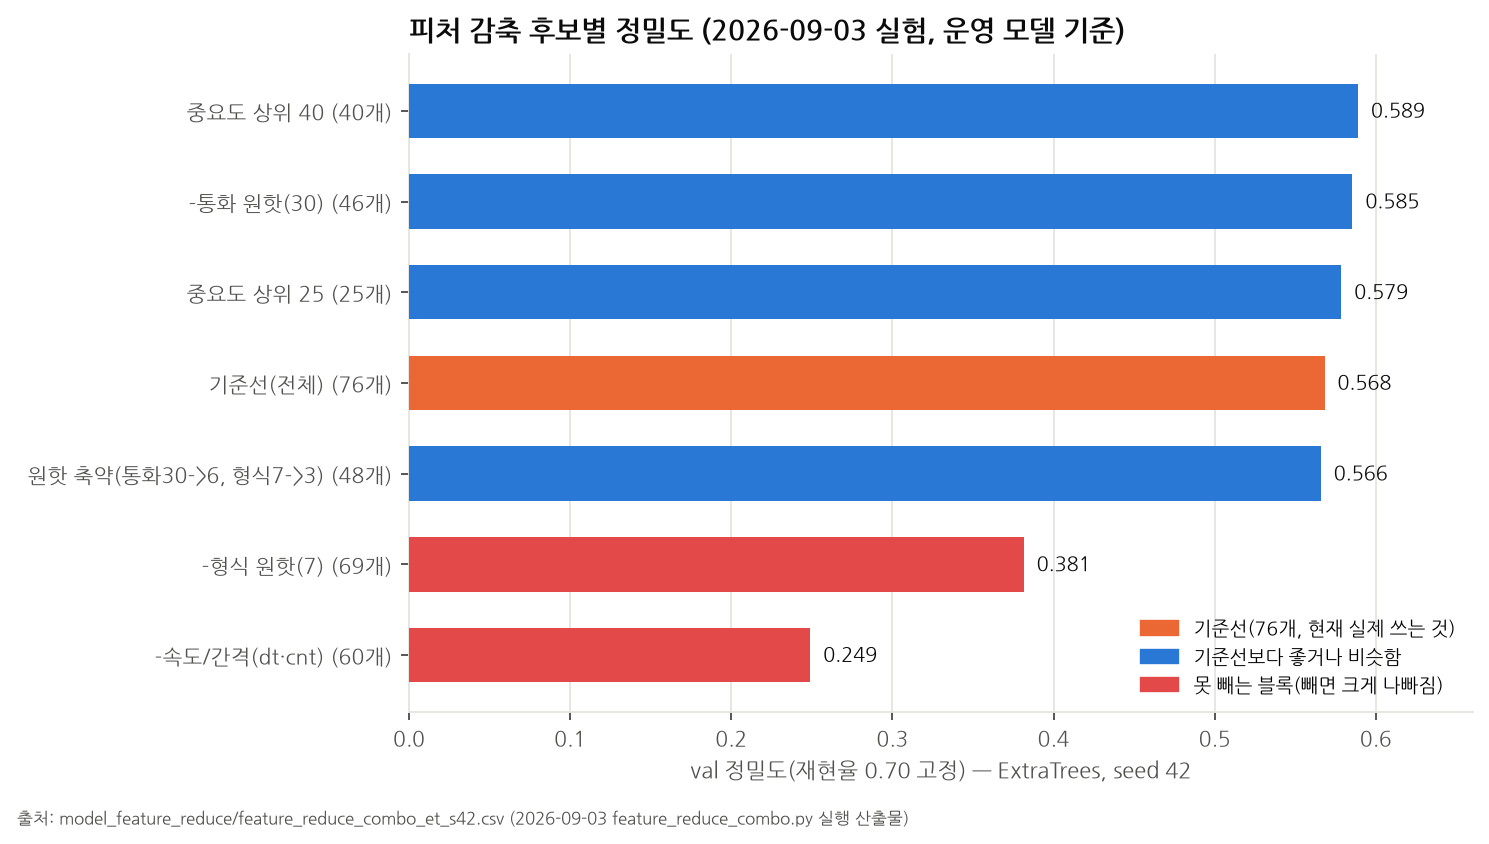 피처 감축 후보별 정밀도 (2026-09-03 실험, 운영 모델 기준)
중요도 상위 40 (40개)
0.589
-통화 원핫(30) (46개)
0.585
중요도 상위 25 (25개)
0.579
기준선(전체) (76개)
0.568
원핫 축약(통화30->6, 형식7->3) (48개)
0.566
-형식 원핫(7) (69개)
0.381
-속도/간격(dt·cnt) (60개)
0.249
기준선(76개, 현재 실제 쓰는 것)
기준선보다 좋거나 비슷함
못 빼는 블록(빼면 크게 나빠짐)
0.0 0.1 0.2 0.3 0.4 0.5 0.6
val 정밀도(재현율 0.70 고정) — ExtraTrees, seed 42
출처: model_feature_reduce/feature_reduce_combo_et_s42.csv (2026-09-03 feature_reduce_combo.py 실행 산출물)